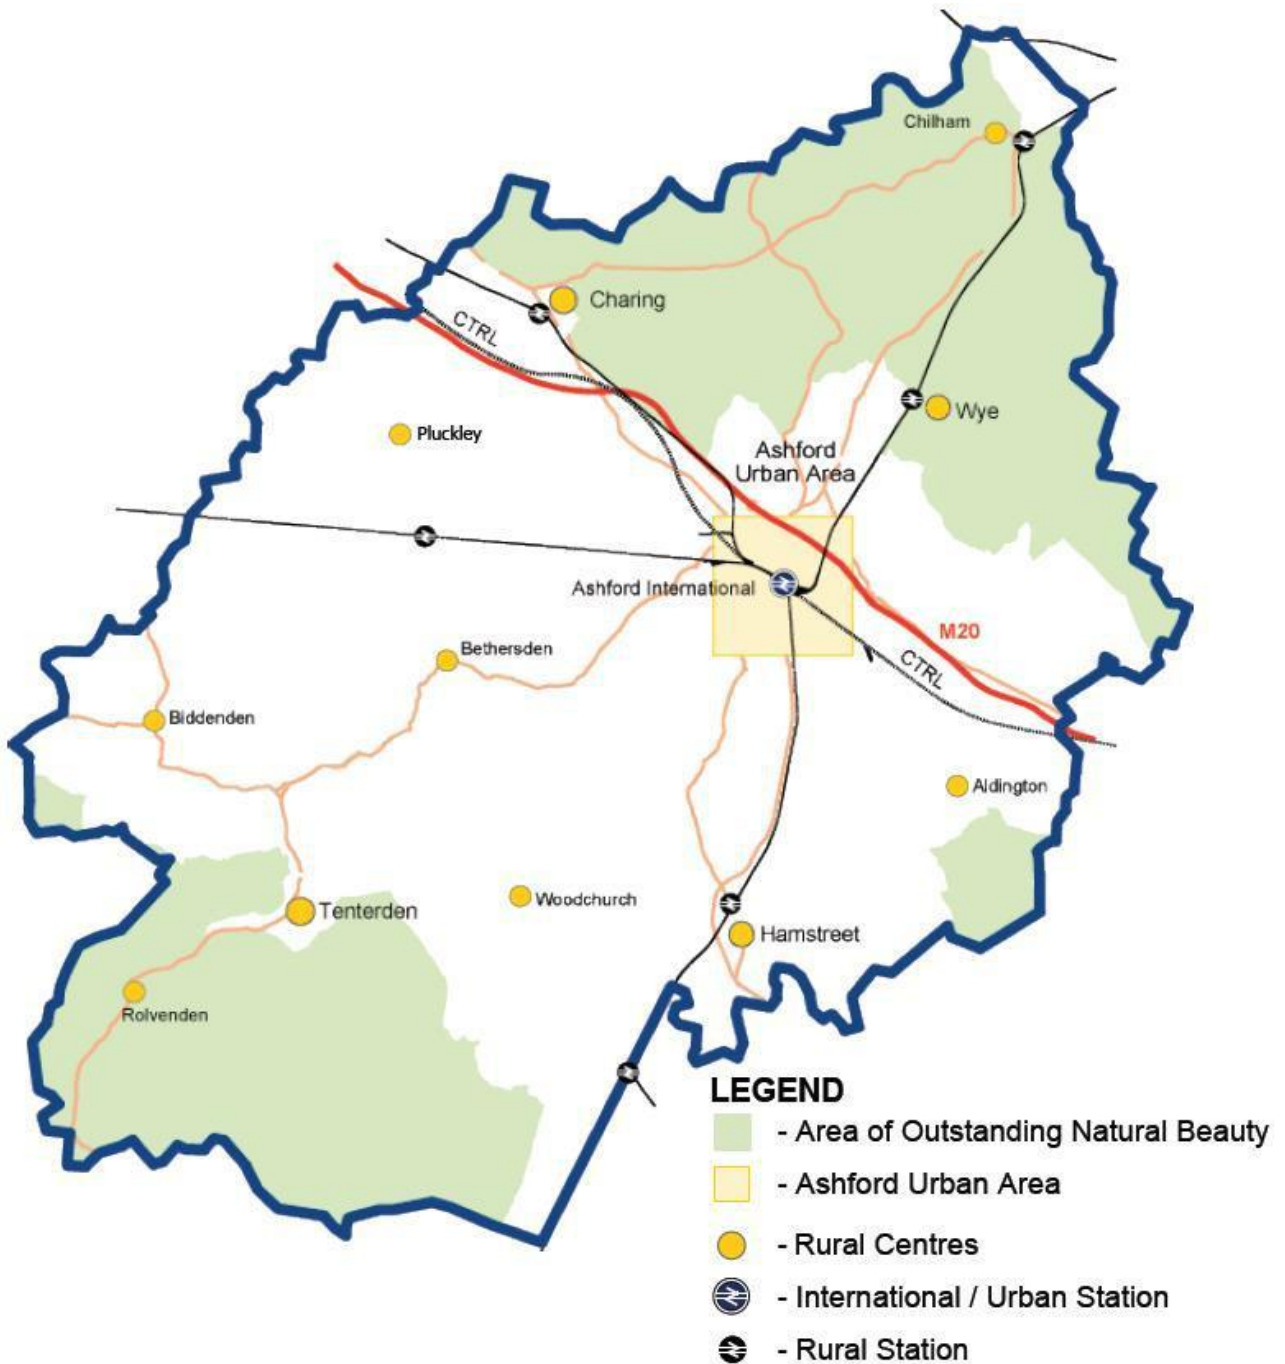 Chilham
Charing
CTRL
Wye
Pluckley
Ashford
Urban Area
Ashford International
M20
CTRL
Bethersden
Biddenden
Aldington
Woodchurch
Tenterden
Hamstreet
Rolvenden
LEGEND
- Area of Outstanding Natural Beauty
- Ashford Urban Area
- Rural Centres
- International / Urban Station
- Rural Station